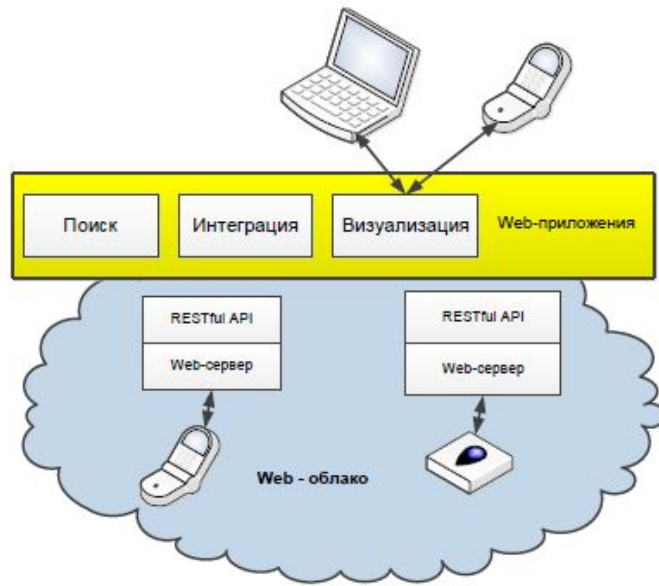 Поиск
Интеграция
Визуализация
Web-приложения
RESTful API
Web-сервер
RESTful API
Web-сервер
Web - облако